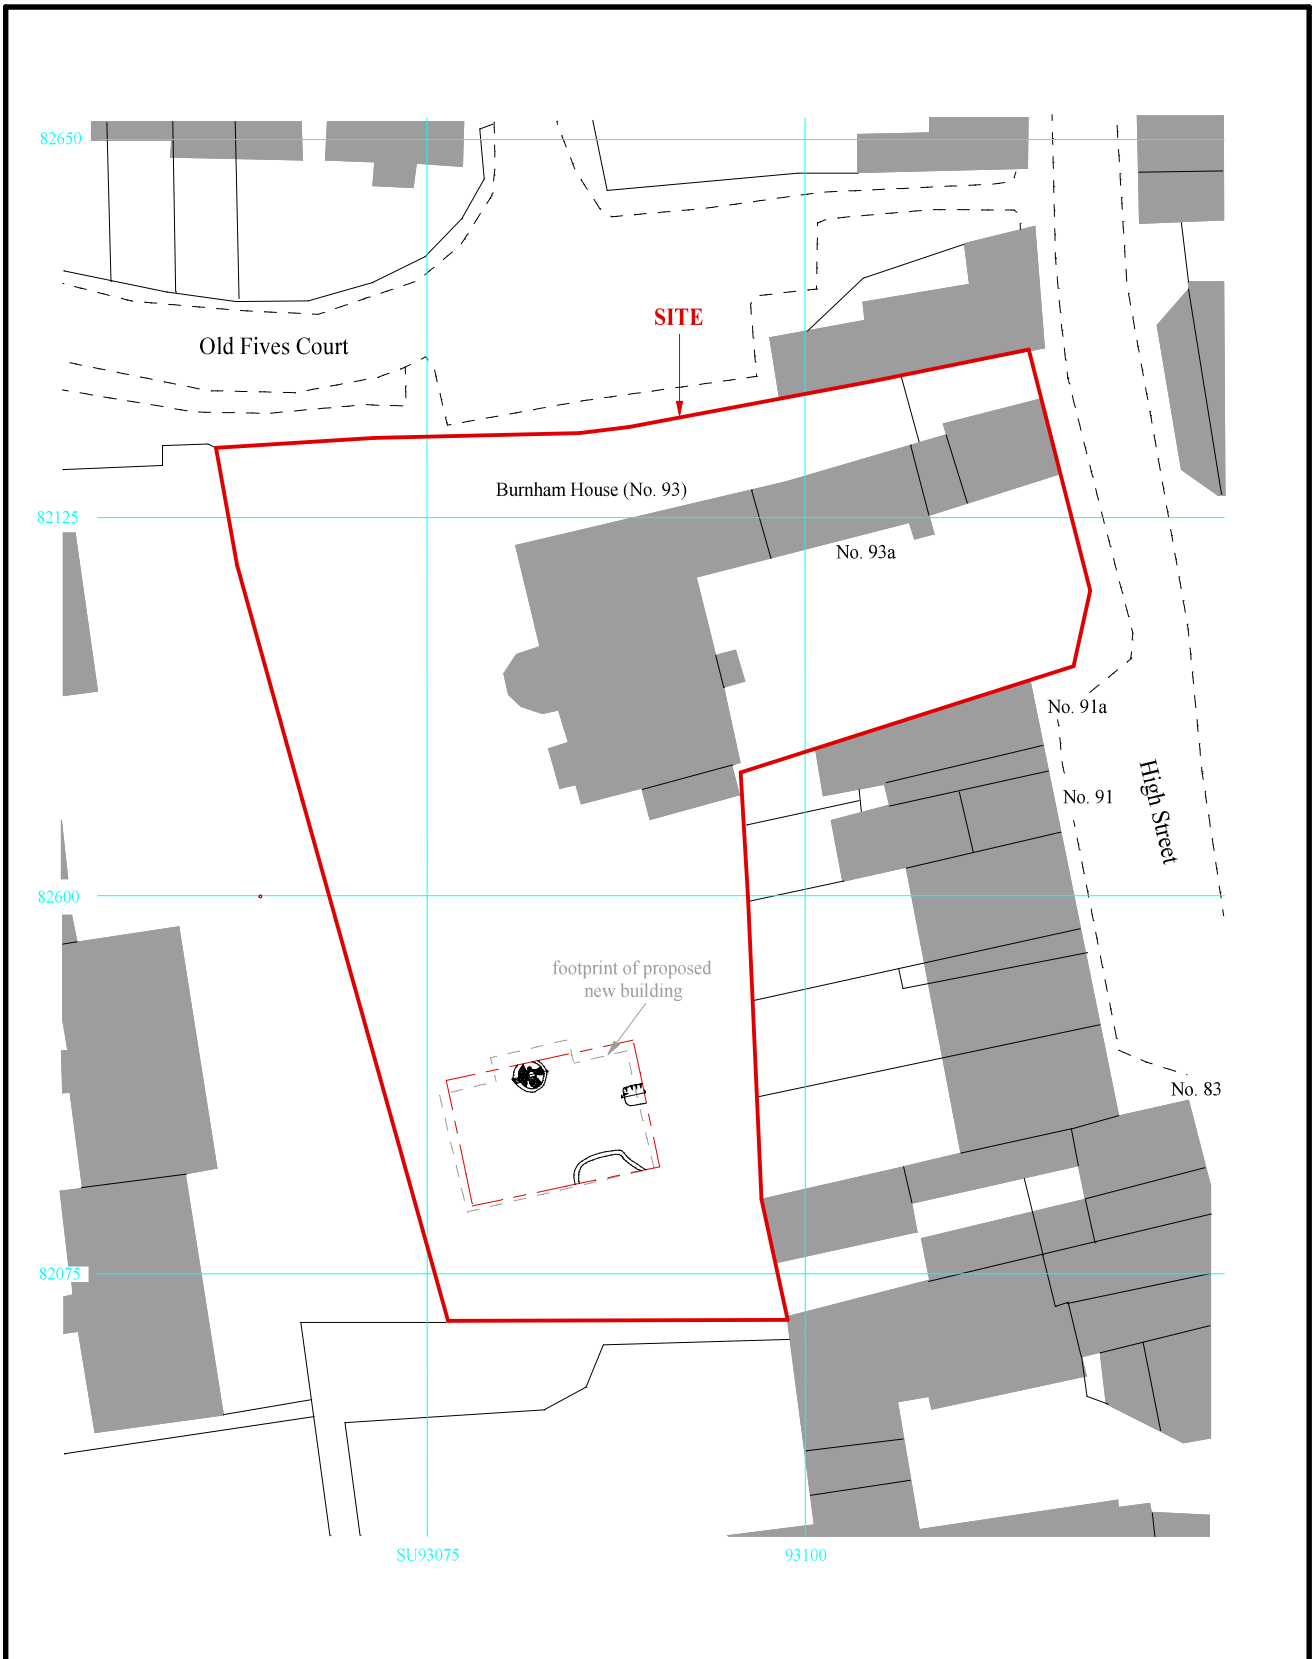 82650
SITE
Old Fives Court
Burnham House (No. 93)
82125
No. 93a
No. 91a
High Street
No. 91
82600
footprint of proposed
new building
No. 83
82075
SU93075
93100